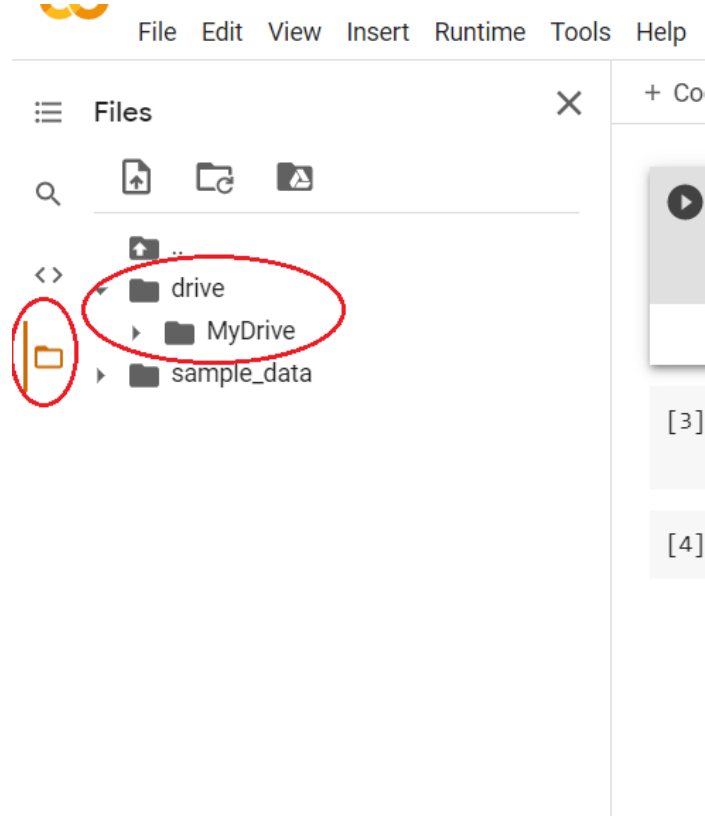 File Edit View Insert Runtime Tools Help
Files
+ Co
..
drive
MyDrive
sample_data
[3]
[4]